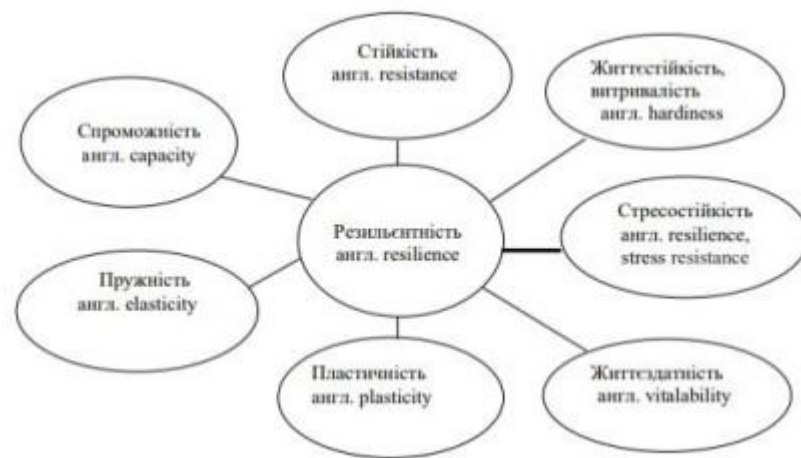 Стійкість
англ. resistance
Життєстійкість,
витривалість
англ. hardiness
Спроможність
англ. capacity
Резильєнтність
англ. resilience
Стресостійкість
англ. resilience,
stress resistance
Пружність
англ. elasticity
Пластичність
англ. plasticity
Життєздатність
англ. vitalability